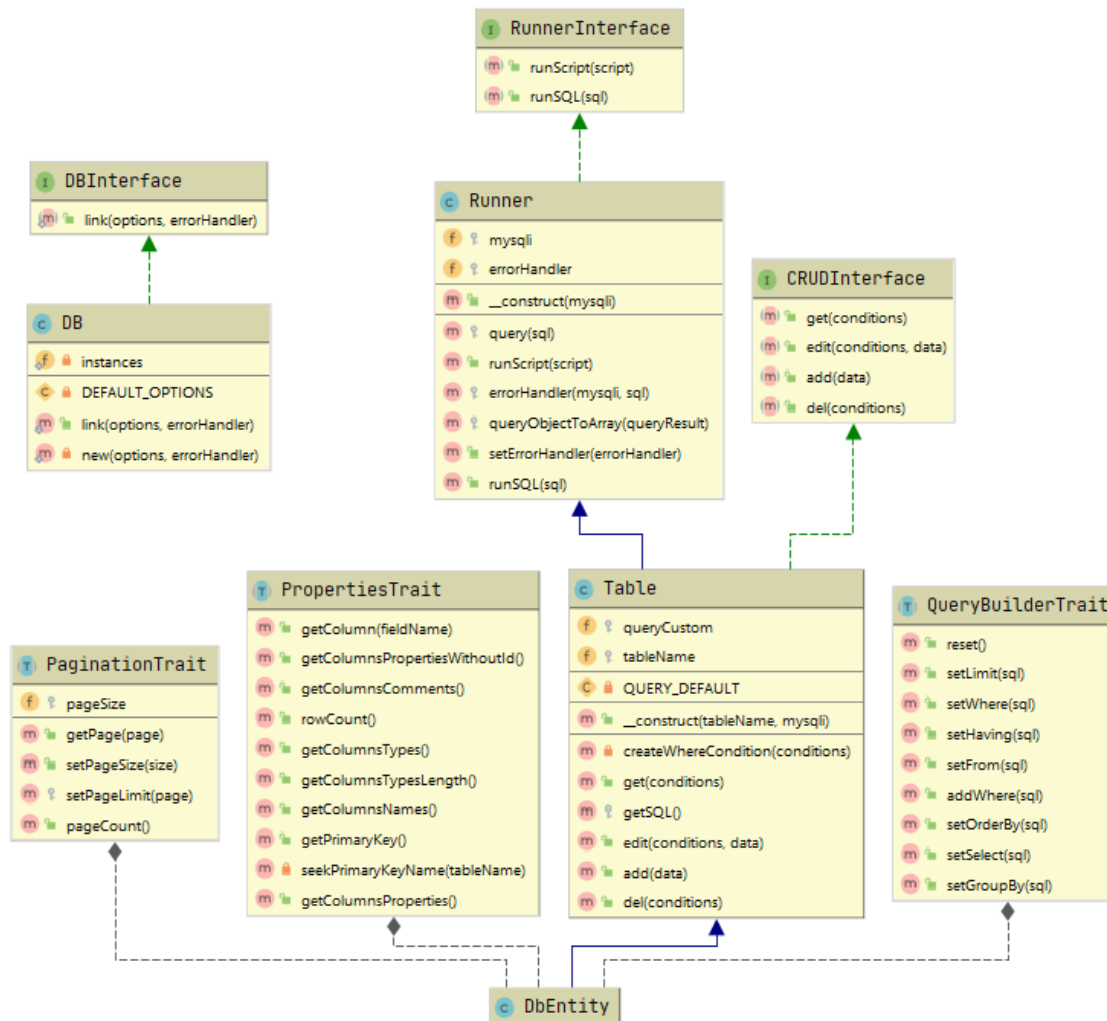 RunnerInterface
runScript(script)
runSQL(sql)
DBInterface
link(options, errorHandler)
DB
instances
DEFAULT_OPTIONS
link(options, errorHandler)
new(options, errorHandler)
Runner
mysqli
errorHandler
__construct(mysqli)
query(sql)
runScript(script)
errorHandler(mysqli, sql)
queryObjectToArray(queryResult)
setErrorHandler(errorHandler)
runSQL(sql)
CRUDInterface
get(conditions)
edit(conditions, data)
add(data)
del(conditions)
PaginationTrait
pageSize
getPage(page)
setPageSize(size)
setPageLimit(page)
pageCount()
PropertiesTrait
getColumn(fieldName)
getColumnsPropertiesWithoutId()
getColumnsComments()
rowCount()
getColumnsTypes()
getColumnsTypesLength()
getColumnsNames()
getPrimaryKey()
seekPrimaryKeyName(tableName)
getColumnsProperties()
Table
queryCustom
tableName
QUERY_DEFAULT
__construct(tableName, mysqli)
createWhereCondition(conditions)
get(conditions)
getSQL()
edit(conditions, data)
add(data)
del(conditions)
QueryBuilderTrait
reset()
setLimit(sql)
setWhere(sql)
setHaving(sql)
setFrom(sql)
addWhere(sql)
setOrderBy(sql)
setSelect(sql)
setGroupBy(sql)
DbEntity